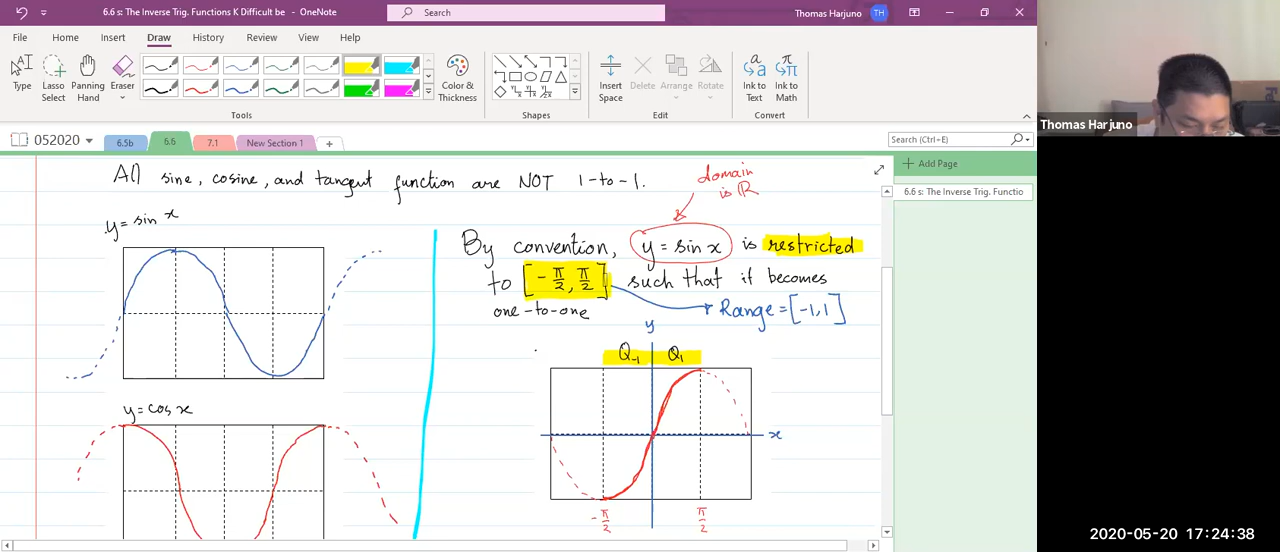 6.6 s: The Inverse Trig. Functions K Difficult be - OneNote
Search
Thomas Harjuno
TH
File Home Insert Draw History Review View Help
Type
Lasso Select
Panning Hand
Eraser
Color & Thickness
Insert Space
Delete
Arrange
Rotate
Ink to Text
Ink to Math
Tools
Shapes
Edit
Convert
052020
6.5b
6.6
7.1
New Section 1
Search (Ctrl+E)
Thomas Harjuno
Add Page
6.6 s: The Inverse Trig. Functio
All sine, cosine, and tangent function are NOT 1-to-1.
domain
is ℝ
y = sin x
By convention, y = sin x is restricted
to [-π/2, π/2] such that it becomes
one-to-one
Range = [-1, 1]
y
Q₋₁ Q₁
x
-π/2 π/2
y = cos x
2020-05-20 17:24:38